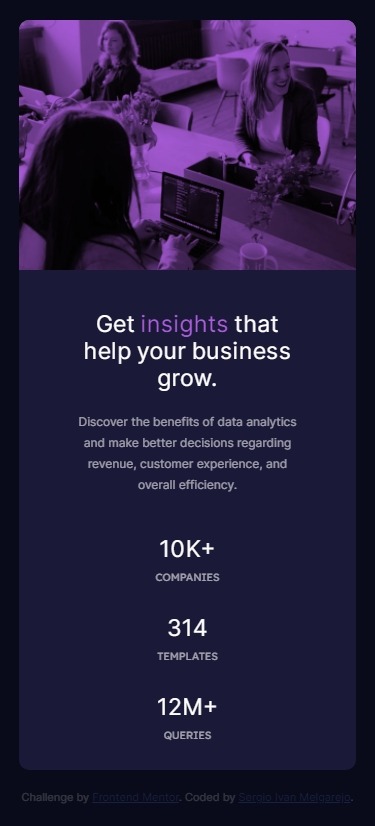 Get insights that
help your business
grow.
Discover the benefits of data analytics
and make better decisions regarding
revenue, customer experience, and
overall efficiency.
10K+
COMPANIES
314
TEMPLATES
12M+
QUERIES
Challenge by Frontend Mentor. Coded by Sergio Ivan Melgarejo.